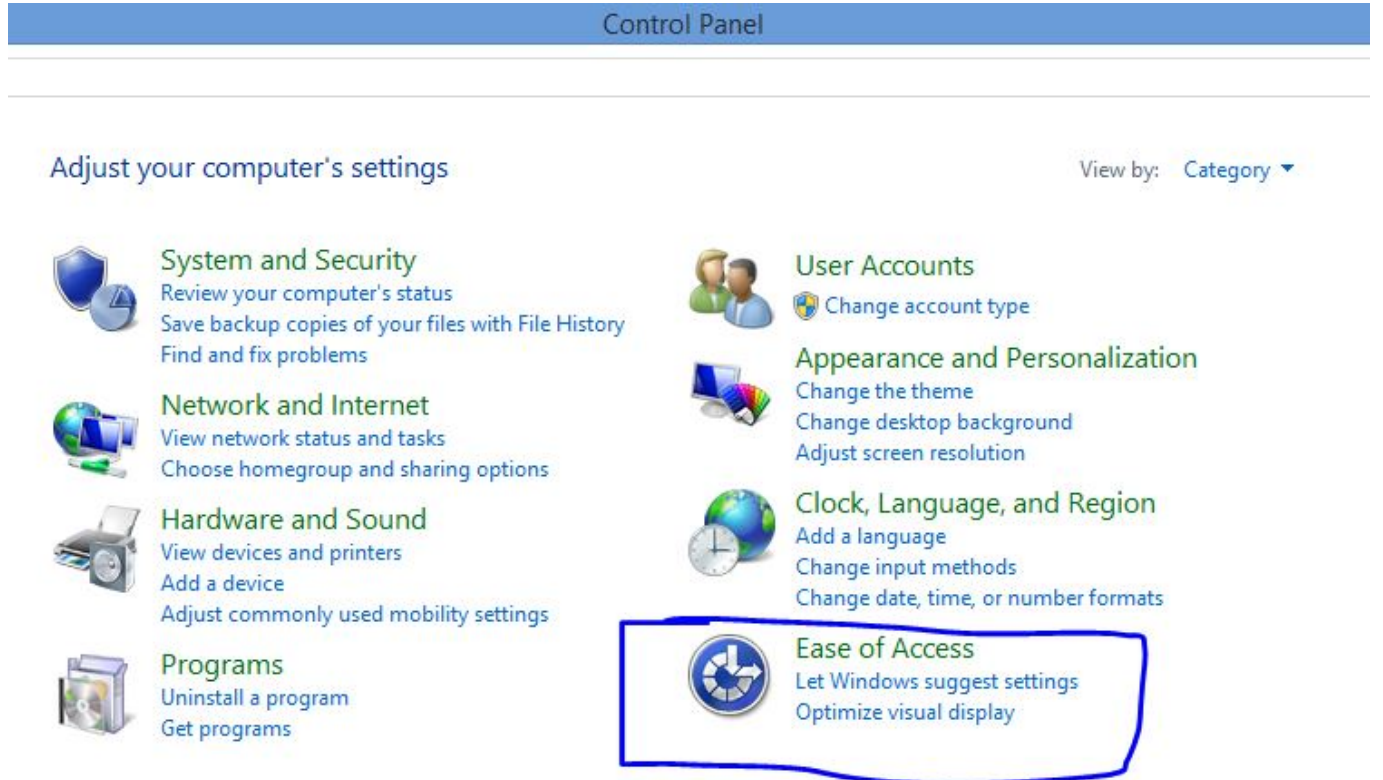 Control Panel
Adjust your computer's settings
View by: Category
System and Security
Review your computer's status
Save backup copies of your files with File History
Find and fix problems
Network and Internet
View network status and tasks
Choose homegroup and sharing options
Hardware and Sound
View devices and printers
Add a device
Adjust commonly used mobility settings
Programs
Uninstall a program
Get programs
User Accounts
Change account type
Appearance and Personalization
Change the theme
Change desktop background
Adjust screen resolution
Clock, Language, and Region
Add a language
Change input methods
Change date, time, or number formats
Ease of Access
Let Windows suggest settings
Optimize visual display